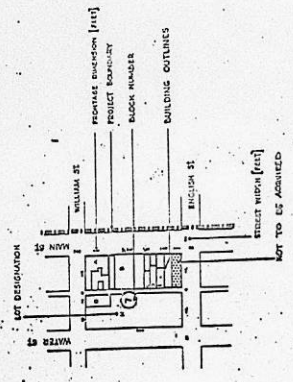 WILLIAM ST.
FRONTAGE DIMENSION [FEET]
PROJECT BOUNDARY
BLOCK NUMBER
BUILDING OUTLINES
ENGLISH ST.
STREET WIDTH [FEET]
NOT TO BE ACQUIRED
MAIN ST.
LOT DESIGNATION
WATER ST.
7